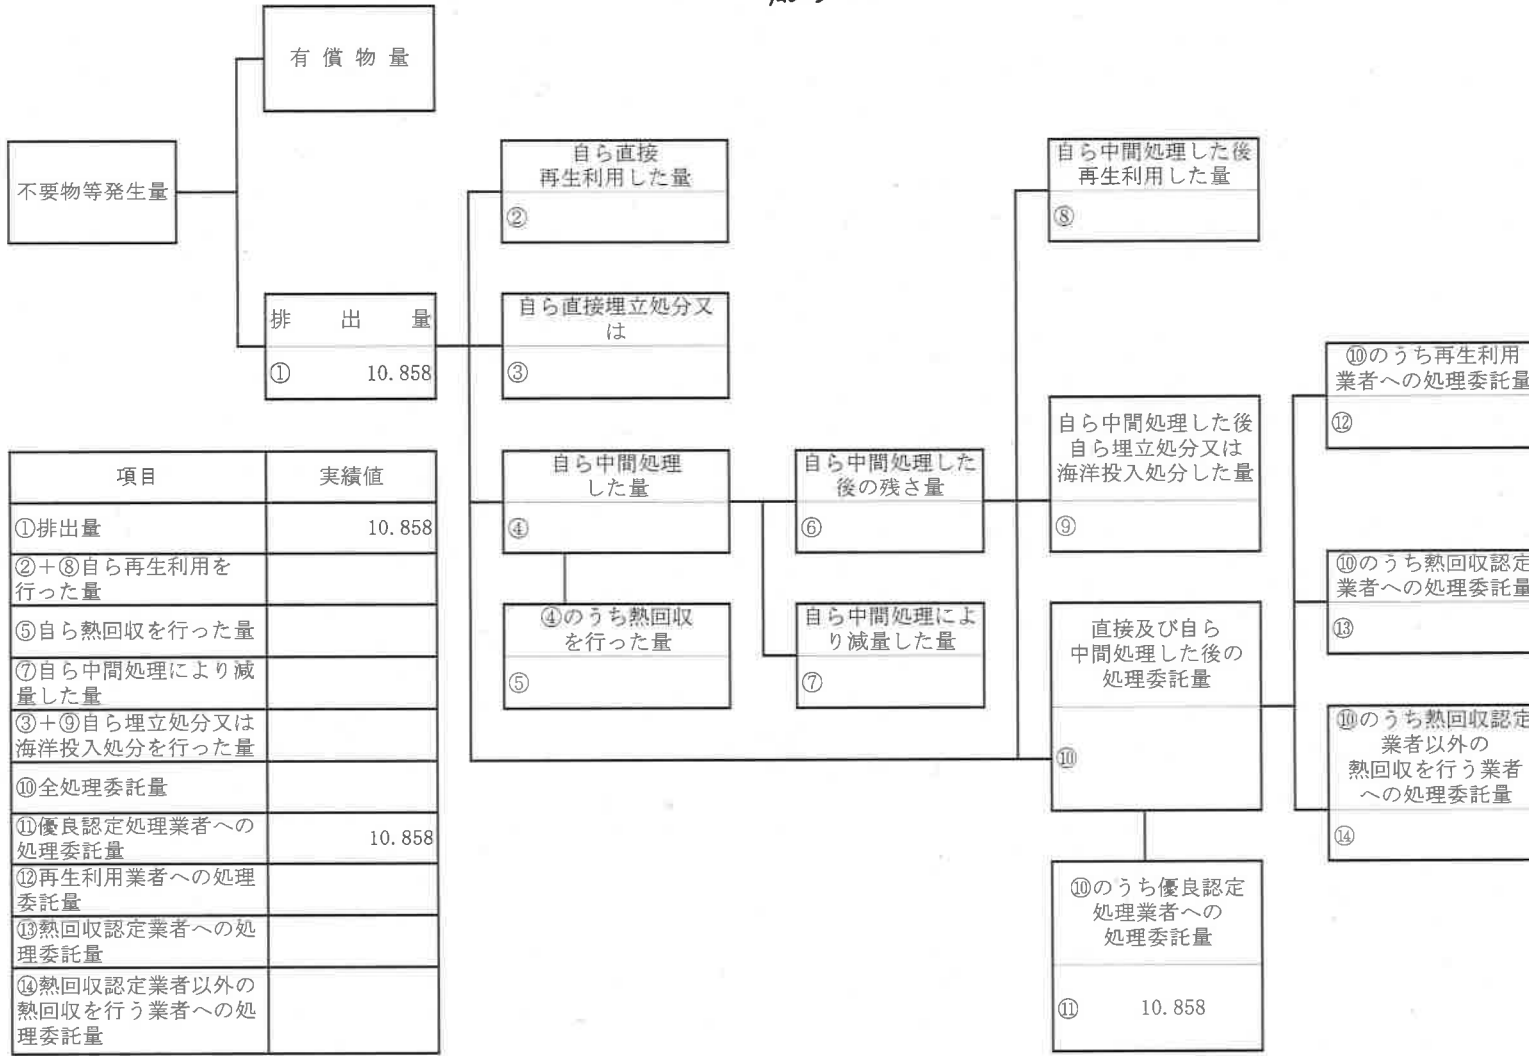 有 償 物 量
不要物等発生量
排 出 量
① 10.858
自ら直接
再生利用した量
②
自ら直接埋立処分又
は
③
自ら中間処理
した量
④
④のうち熱回収
を行った量
⑤
自ら中間処理した
後の残さ量
⑥
自ら中間処理によ
り減量した量
⑦
自ら中間処理した後
再生利用した量
⑧
自ら中間処理した後
自ら埋立処分又は
海洋投入処分した量
⑨
直接及び自ら
中間処理した後の
処理委託量
⑩
⑩のうち優良認定
処理業者への
処理委託量
⑪ 10.858
⑩のうち再生利用
業者への処理委託量
⑫
⑩のうち熱回収認定
業者への処理委託量
⑬
⑩のうち熱回収認定
業者以外の
熱回収を行う業者
への処理委託量
⑭
項目 実績値
①排出量 10.858
②+⑧自ら再生利用を
行った量
⑤自ら熱回収を行った量
⑦自ら中間処理により減
量した量
③+⑨自ら埋立処分又は
海洋投入処分を行った量
⑩全処理委託量
⑪優良認定処理業者への
処理委託量 10.858
⑫再生利用業者への処理
委託量
⑬熱回収認定業者への処
理委託量
⑭熱回収認定業者以外の
熱回収を行う業者への処
理委託量